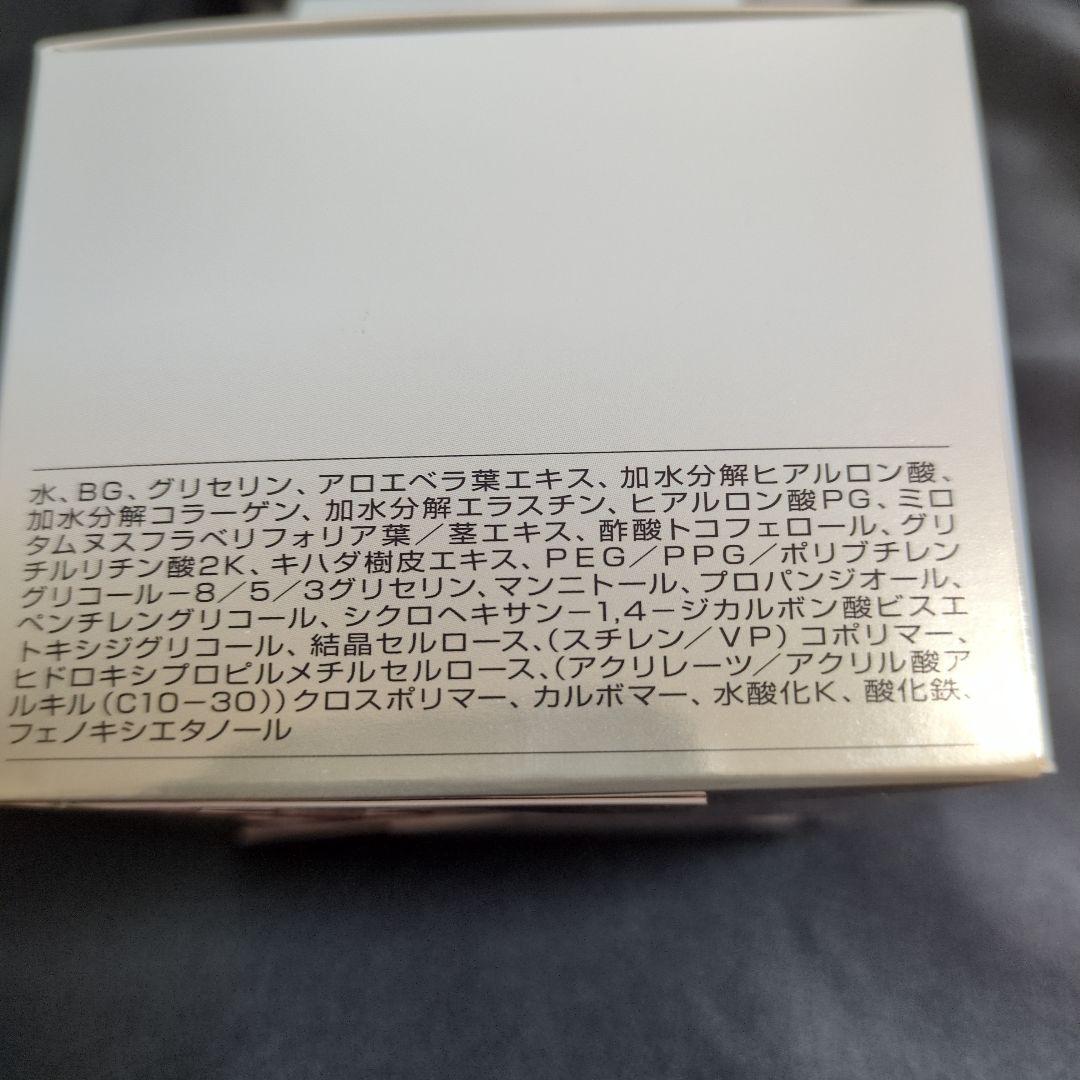 水、BG、グリセリン、アロエベラ葉エキス、加水分解ヒアルロン酸、
加水分解コラーゲン、加水分解エラスチン、ヒアルロン酸PG、ミロ
タムヌスフラベリフォリア葉／茎エキス、酢酸トコフェロール、グリ
チルリチン酸2K、キハダ樹皮エキス、PEG／PPG／ポリブチレン
グリコール－8／5／3グリセリン、マンニトール、プロパンジオール、
ペンチレングリコール、シクロヘキサン－1,4－ジカルボン酸ビスエ
トキシジグリコール、結晶セルロース、（スチレン／VP）コポリマー、
ヒドロキシプロピルメチルセルロース、（アクリレーツ／アクリル酸ア
ルキル（C10－30））クロスポリマー、カルボマー、水酸化K、酸化鉄、
フェノキシエタノール